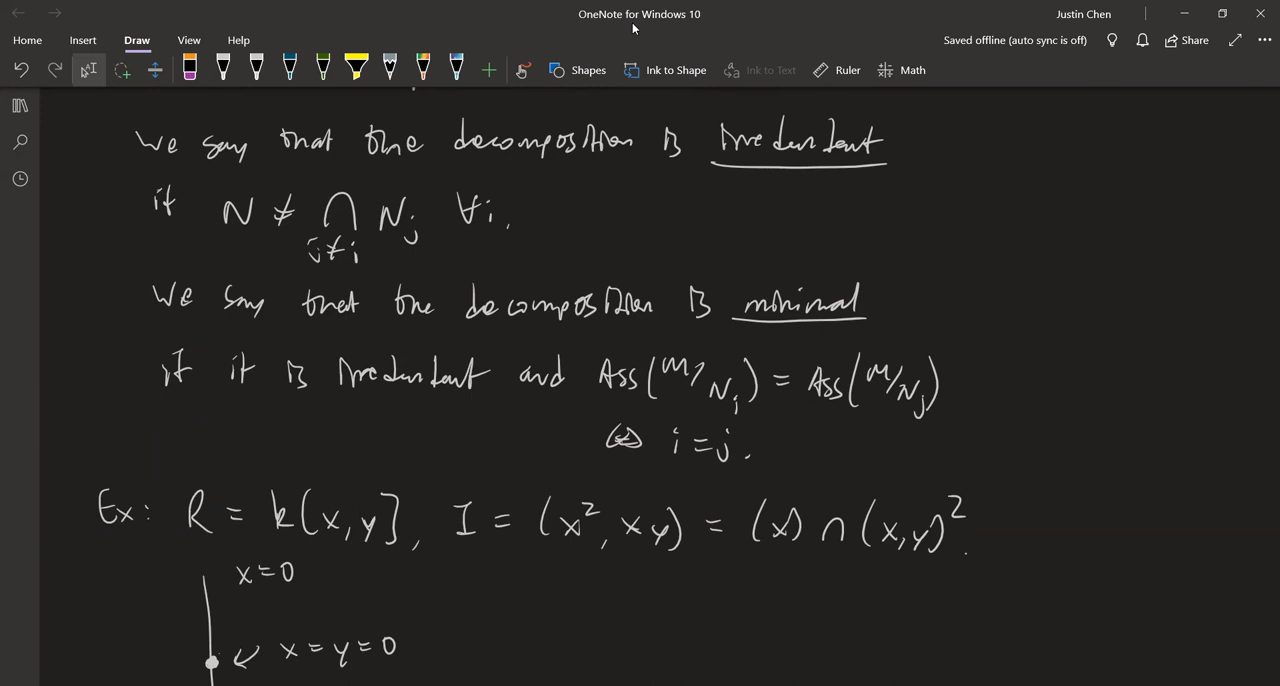 OneNote for Windows 10
Justin Chen
Home Insert Draw View Help
Saved offline (auto sync is off) Share
Shapes Ink to Shape Ink to Text Ruler Math
We say that the decomposition is irredundant
if N ≠ ⋂_{j≠i} N_j ∀i.
We say that the decomposition is minimal
if it is irredundant and Ass(M/N_i) = Ass(M/N_j)
⇔ i = j.
Ex: R = k[x,y], I = (x², xy) = (x) ∩ (x,y)².
x=0
x = y = 0